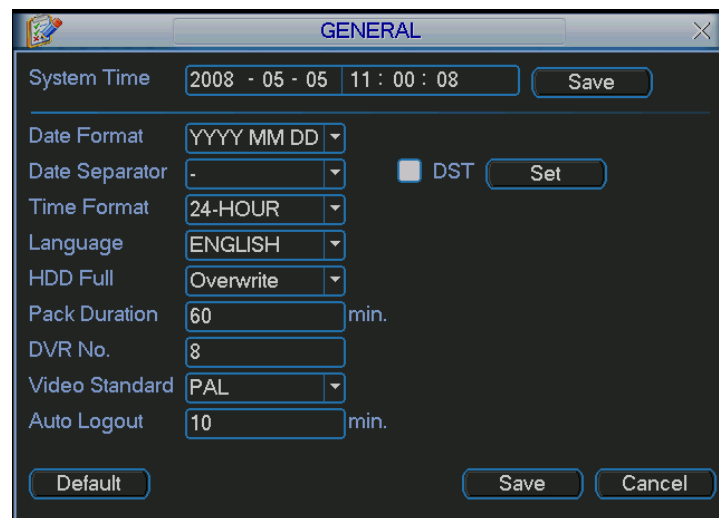 GENERAL
System Time 2008 - 05 - 05 11 : 00 : 08 Save
Date Format YYYY MM DD
Date Separator - DST Set
Time Format 24-HOUR
Language ENGLISH
HDD Full Overwrite
Pack Duration 60 min.
DVR No. 8
Video Standard PAL
Auto Logout 10 min.
Default Save Cancel